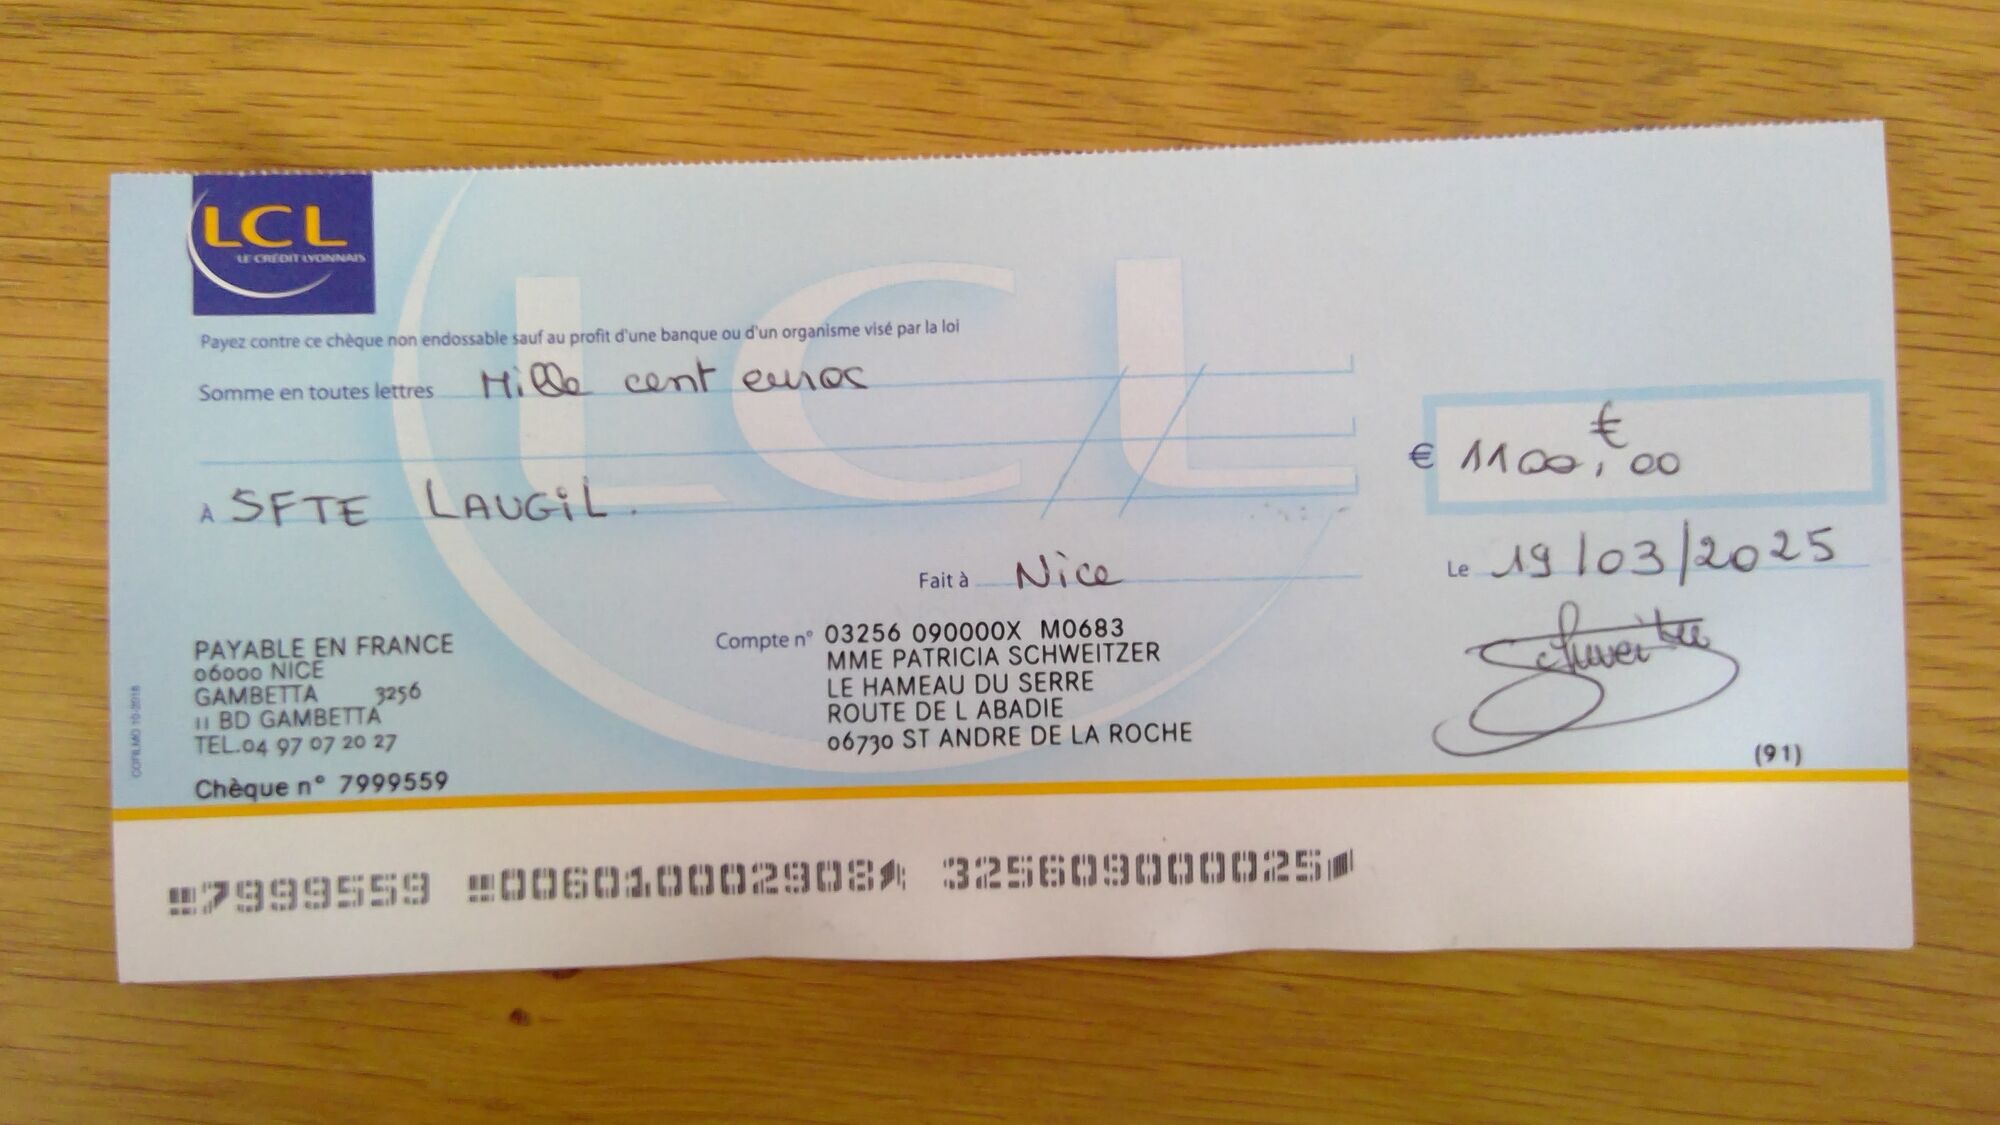 LCL
LE CRÉDIT LYONNAIS
LCL
Payez contre ce chèque non endossable sauf au profit d'une banque ou d'un organisme visé par la loi
Somme en toutes lettres Mille cent euros
€ 1100,€00
À SFTE LAUGIL.
Fait à Nice
Le 19/03/2025
PAYABLE EN FRANCE
06000 NICE
GAMBETTA 3256
11 BD GAMBETTA
TEL.04 97 07 20 27
Chèque n° 7999559
Compte n° 03256 090000X M0683
MME PATRICIA SCHWEITZER
LE HAMEAU DU SERRE
ROUTE DE L ABADIE
06730 ST ANDRE DE LA ROCHE
Schweitzer
(91)
7999559 006010002908 325609000025